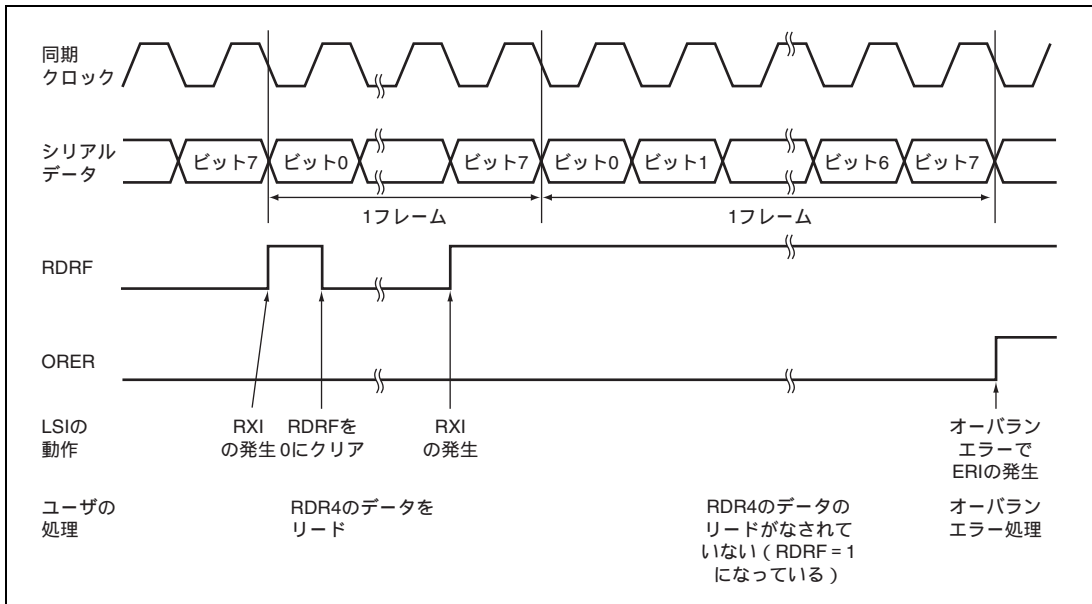 同期
クロック
シリアル
データ
ビット7
ビット0
ビット7
ビット0
ビット1
ビット6
ビット7
1フレーム
1フレーム
RDRF
ORER
LSIの
動作
RXI
の発生
RDRFを
0にクリア
RXI
の発生
オーバラン
エラーで
ERIの発生
ユーザの
処理
RDR4のデータを
リード
RDR4のデータの
リードがなされて
いない（RDRF = 1
になっている）
オーバラン
エラー処理